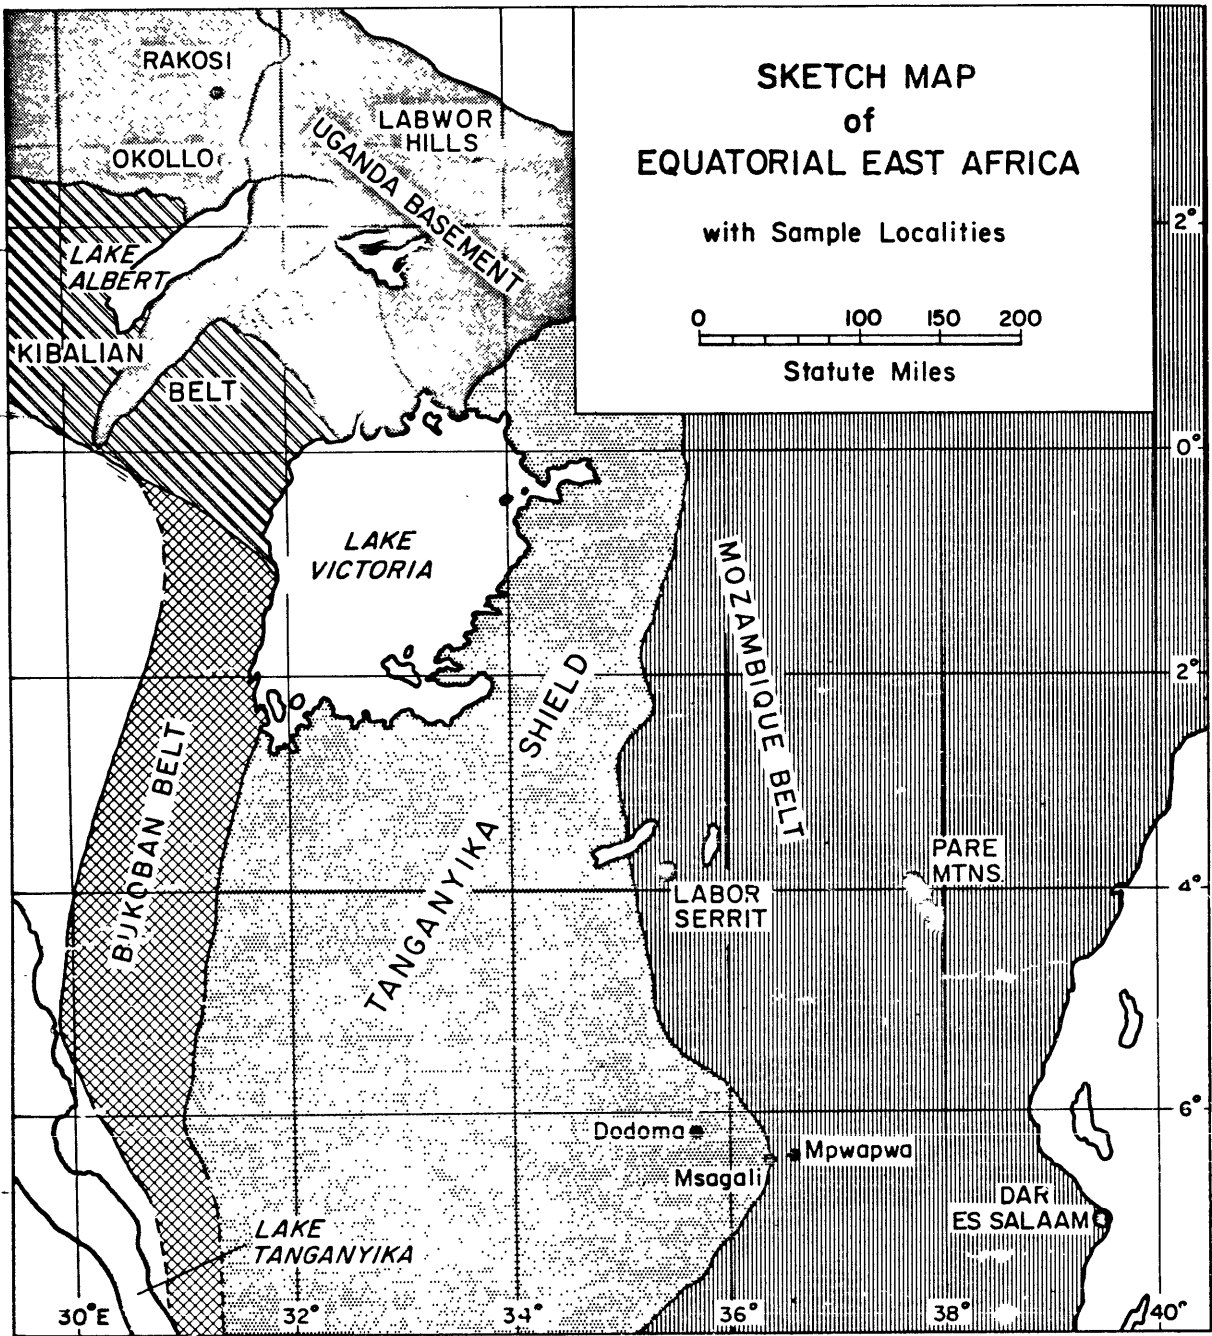 SKETCH MAP
of
EQUATORIAL EAST AFRICA
with Sample Localities
0 100 150 200
Statute Miles
RAKOSI
LABWOR
HILLS
OKOLLO
UGANDA BASEMENT
2°
LAKE
ALBERT
KIBALIAN
BELT
0°
LAKE
VICTORIA
MOZAMBIQUE BELT
2°
SHIELD
BUKOBAN BELT
TANGANYIKA
PARE
MTNS.
4°
LABOR
SERRIT
6°
Dodoma
Mpwapwa
Msagali
DAR
ES SALAAM
LAKE
TANGANYIKA
30°E 32° 34° 36° 38° 40°